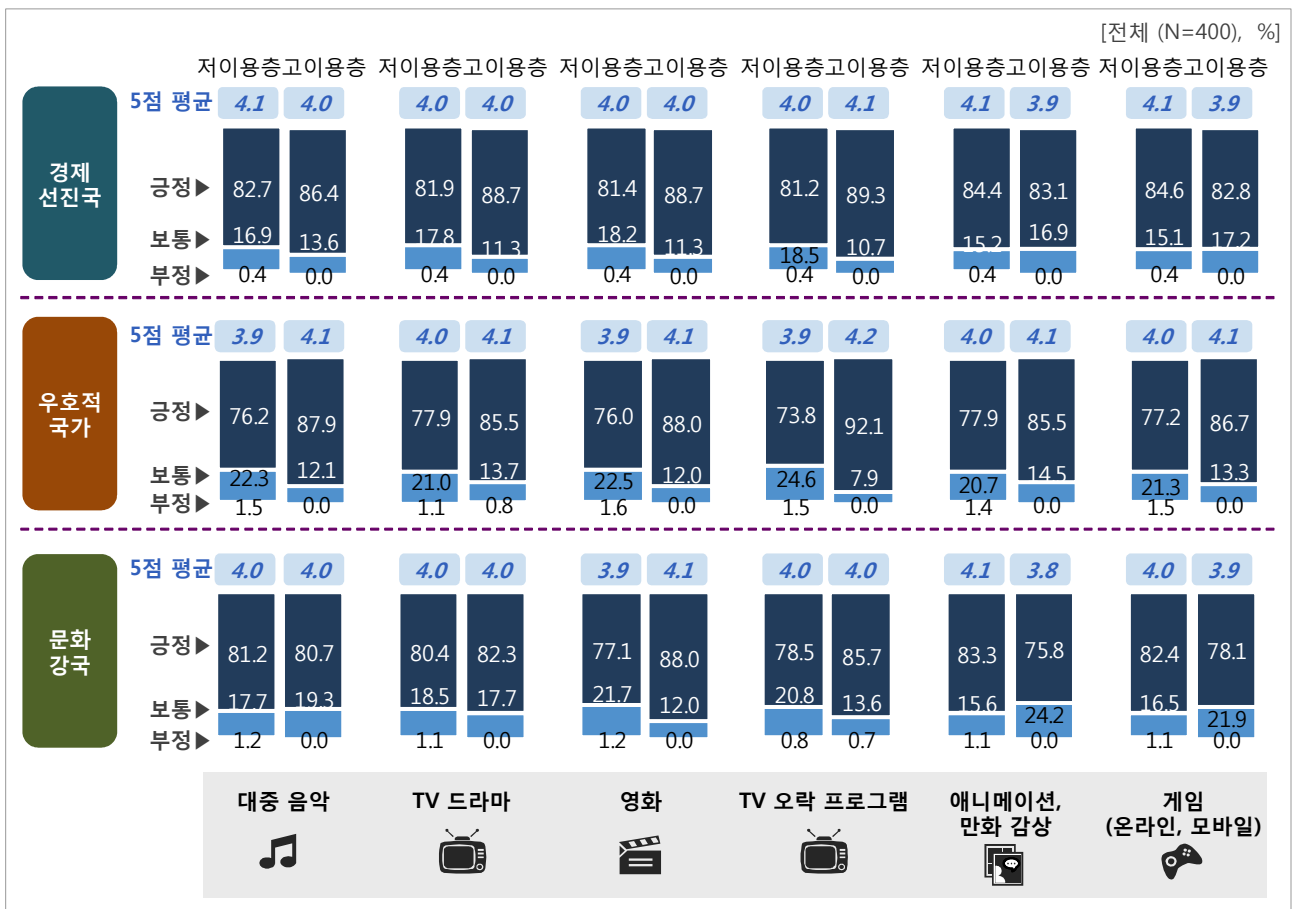 [전체 (N=400), %]
저이용층고이용층 저이용층고이용층 저이용층고이용층 저이용층고이용층 저이용층고이용층 저이용층고이용층
5점 평균 4.1 4.0 4.0 4.0 4.0 4.0 4.0 4.1 4.1 3.9 4.1 3.9
경제
선진국
긍정▶ 82.7 86.4 81.9 88.7 81.4 88.7 81.2 89.3 84.4 83.1 84.6 82.8
보통▶ 16.9 13.6 17.8 11.3 18.2 11.3 18.5 10.7 15.2 16.9 15.1 17.2
부정▶ 0.4 0.0 0.4 0.0 0.4 0.0 0.4 0.0 0.4 0.0 0.4 0.0
5점 평균 3.9 4.1 4.0 4.1 3.9 4.1 3.9 4.2 4.0 4.1 4.0 4.1
우호적
국가
긍정▶ 76.2 87.9 77.9 85.5 76.0 88.0 73.8 92.1 77.9 85.5 77.2 86.7
보통▶ 22.3 12.1 21.0 13.7 22.5 12.0 24.6 7.9 20.7 14.5 21.3 13.3
부정▶ 1.5 0.0 1.1 0.8 1.6 0.0 1.5 0.0 1.4 0.0 1.5 0.0
5점 평균 4.0 4.0 4.0 4.0 3.9 4.1 4.0 4.0 4.1 3.8 4.0 3.9
문화
강국
긍정▶ 81.2 80.7 80.4 82.3 77.1 88.0 78.5 85.7 83.3 75.8 82.4 78.1
보통▶ 17.7 19.3 18.5 17.7 21.7 12.0 20.8 13.6 15.6 24.2 16.5 21.9
부정▶ 1.2 0.0 1.1 0.0 1.2 0.0 0.8 0.7 1.1 0.0 1.1 0.0
대중 음악
TV 드라마
영화
TV 오락 프로그램
애니메이션,
만화 감상
게임
(온라인, 모바일)